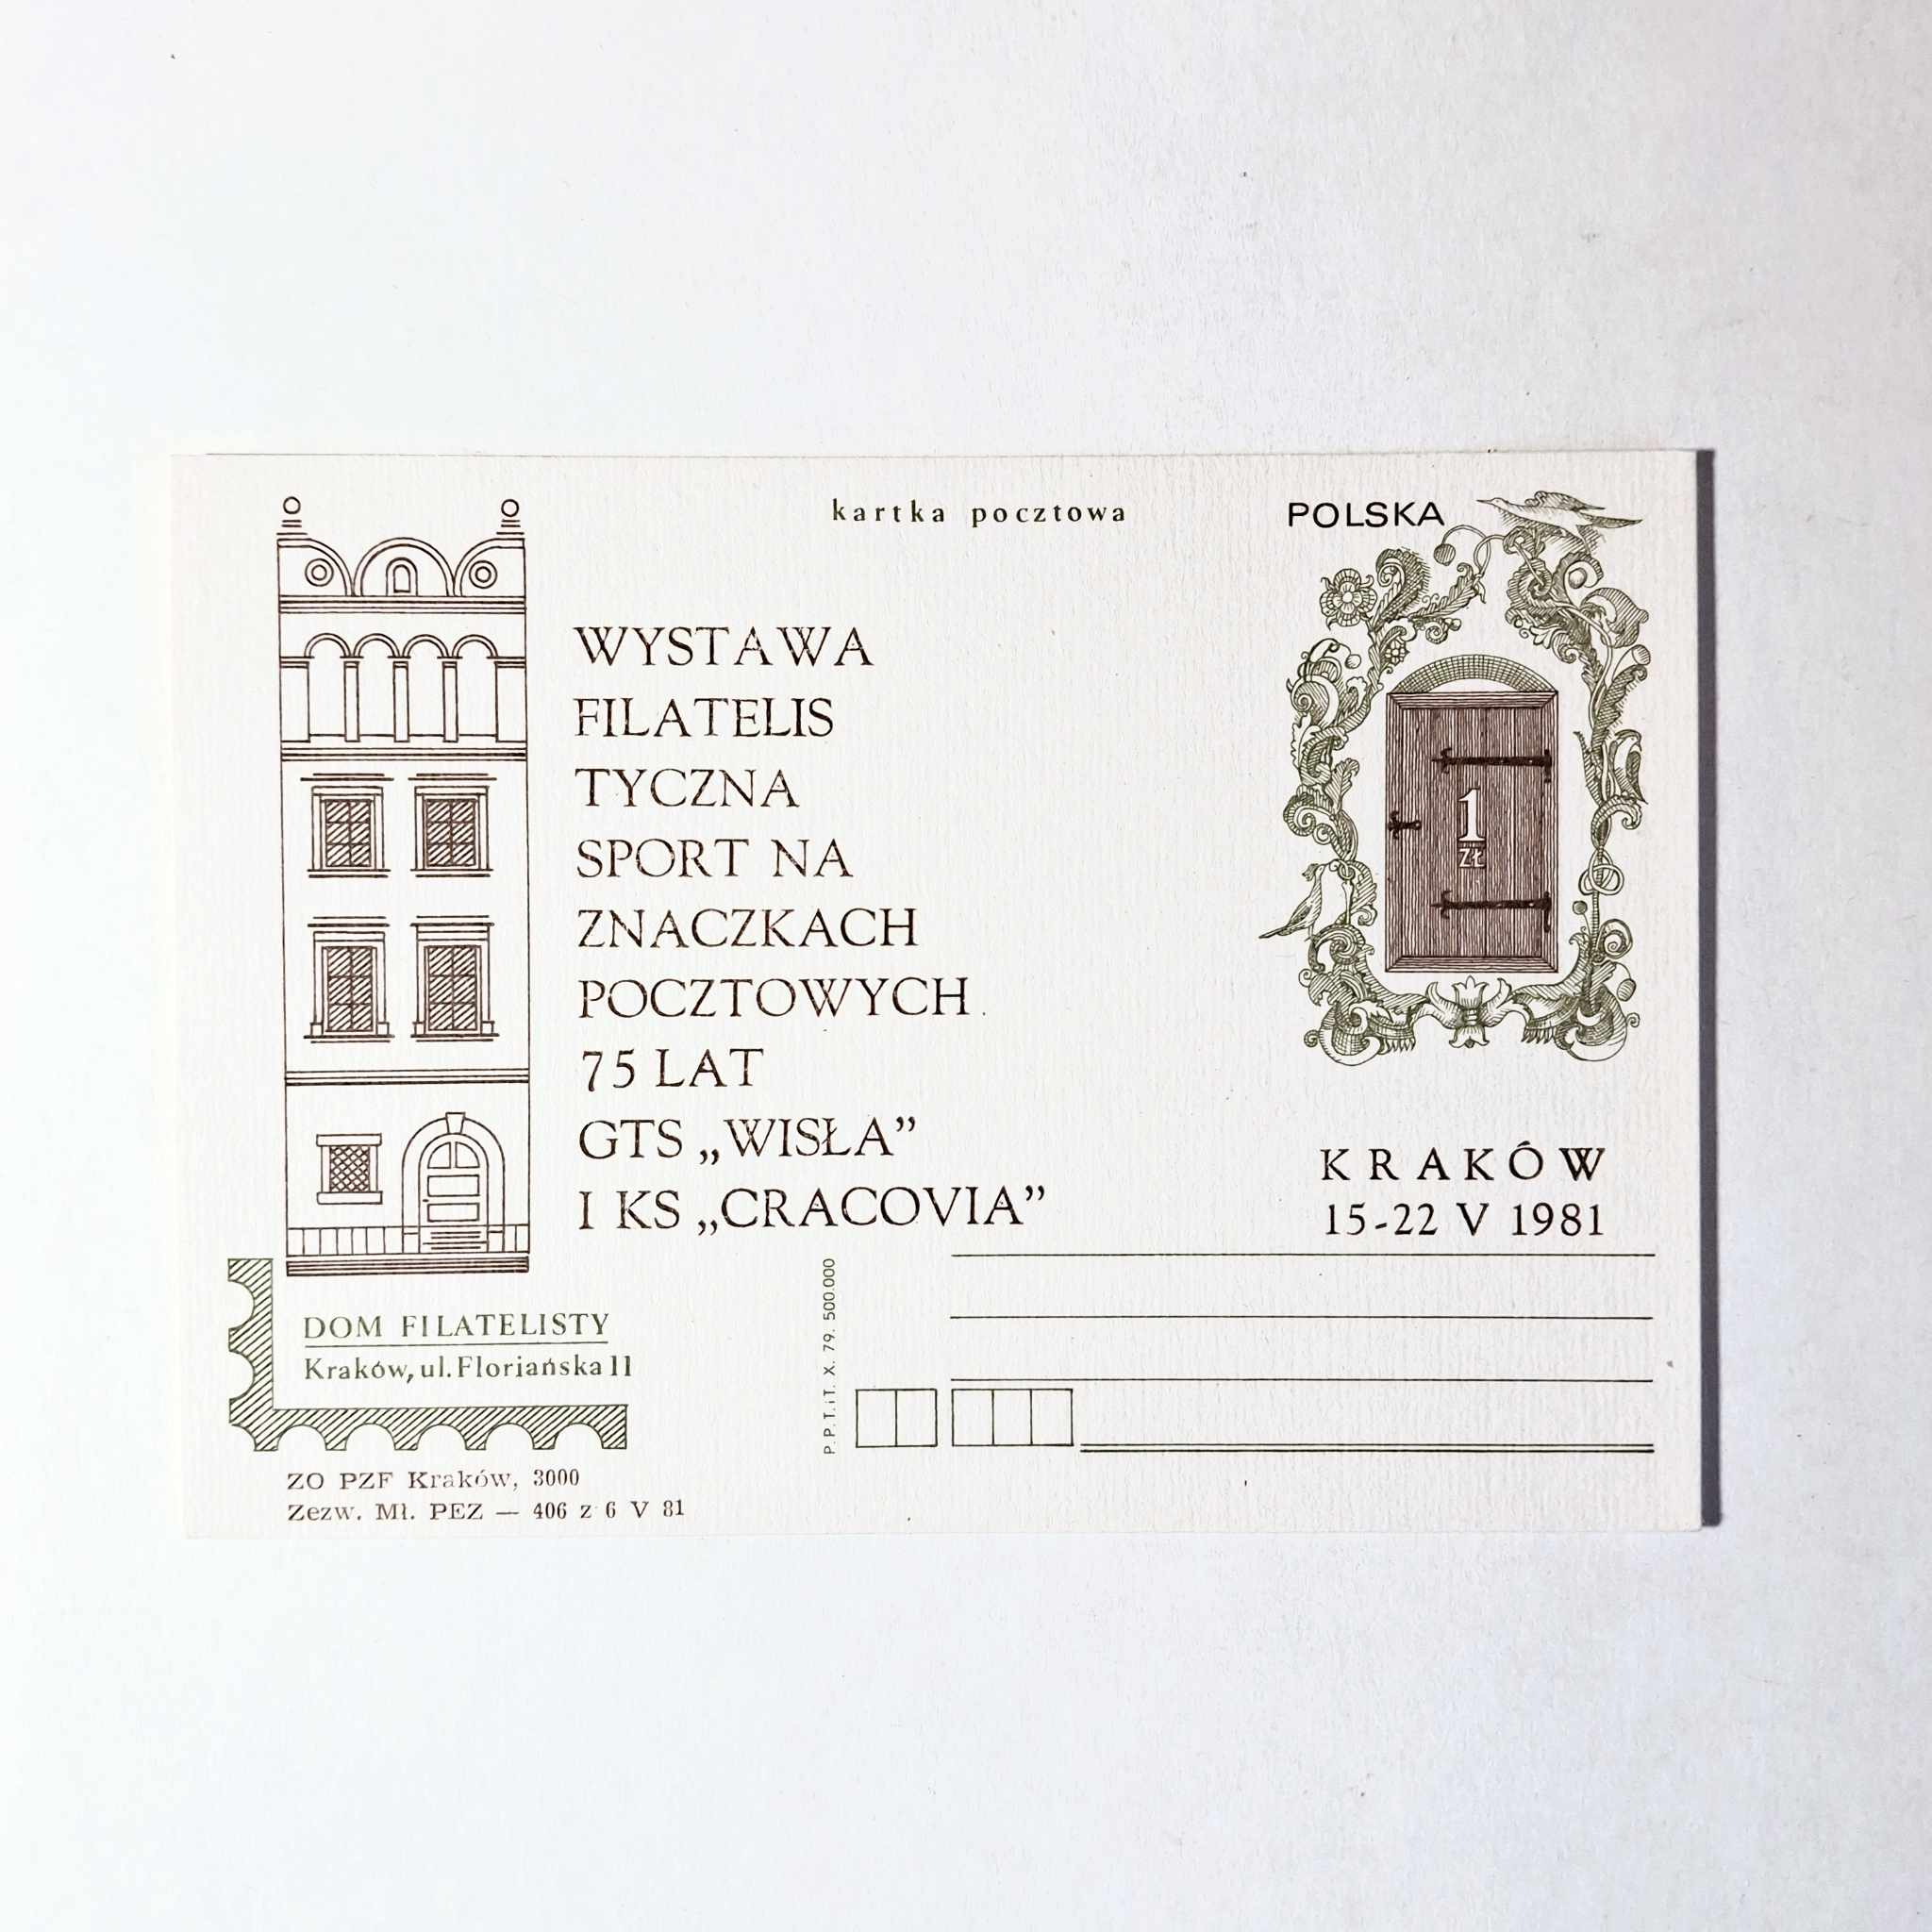 kartka pocztowa
POLSKA
1
ZŁ
WYSTAWA
FILATELIS
TYCZNA
SPORT NA
ZNACZKACH
POCZTOWYCH
75 LAT
GTS „WISŁA”
I KS „CRACOVIA”
KRAKÓW
15-22 V 1981
DOM FILATELISTY
Kraków, ul. Floriańska 11
P.P.T.iT. X. 79. 500.000
ZO PZF Kraków, 3000
Zezw. Mł. PEZ — 406 z 6 V 81